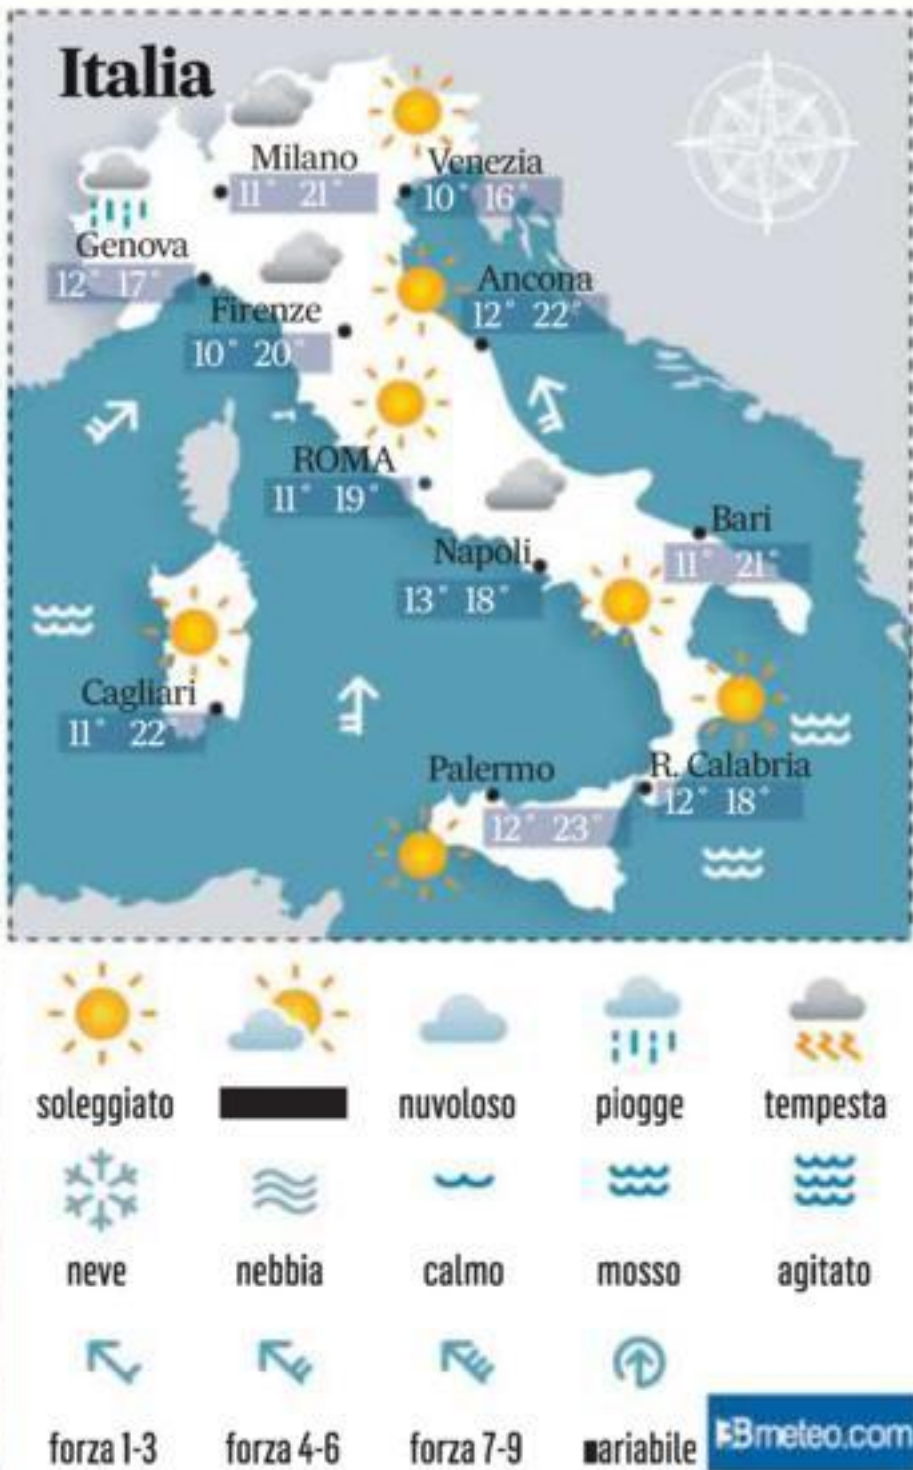 Italia
Milano
11° 21°
Venezia
10° 16°
Genova
12° 17°
Firenze
10° 20°
Ancona
12° 22°
ROMA
11° 19°
Napoli
13° 18°
Bari
11° 21°
Cagliari
11° 22°
Palermo
12° 23°
R. Calabria
12° 18°
soleggiato
nuvoloso
piogge
tempesta
neve
nebbia
calmo
mosso
agitato
forza 1-3
forza 4-6
forza 7-9
ariabile
3Bmeteo.com